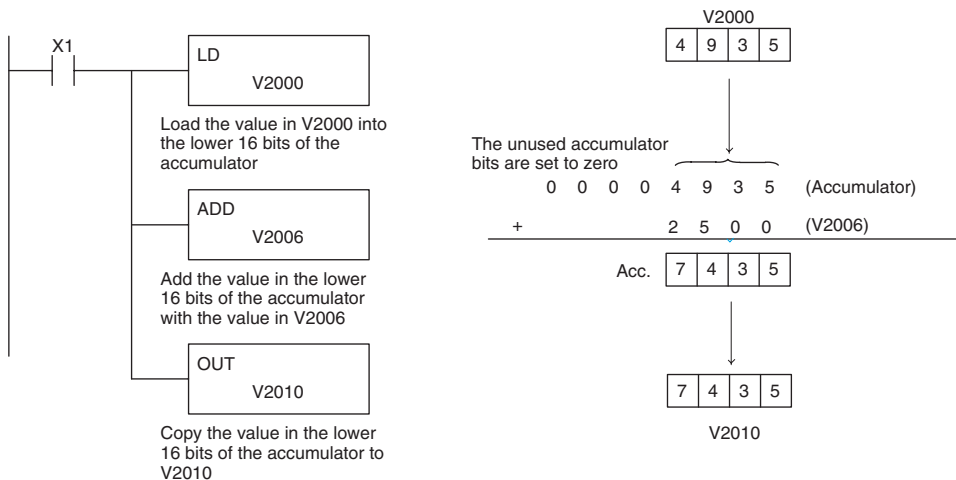 X1
LD
V2000
Load the value in V2000 into
the lower 16 bits of the
accumulator
ADD
V2006
Add the value in the lower
16 bits of the accumulator
with the value in V2006
OUT
V2010
Copy the value in the lower
16 bits of the accumulator to
V2010
V2000
4 9 3 5
The unused accumulator
bits are set to zero
0 0 0 0 4 9 3 5 (Accumulator)
+ 2 5 0 0 (V2006)
Acc. 7 4 3 5
7 4 3 5
V2010